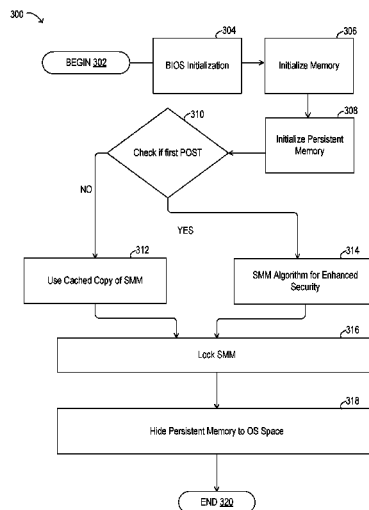 300
304
306
BEGIN 302
BIOS Initialization
Initialize Memory
310
308
Check if first POST
Initialize Persistent
Memory
NO
YES
312
314
Use Cached Copy of SMM
SMM Algorithm for Enhanced
Security
316
Lock SMM
318
Hide Persistent Memory to OS Space
END 320